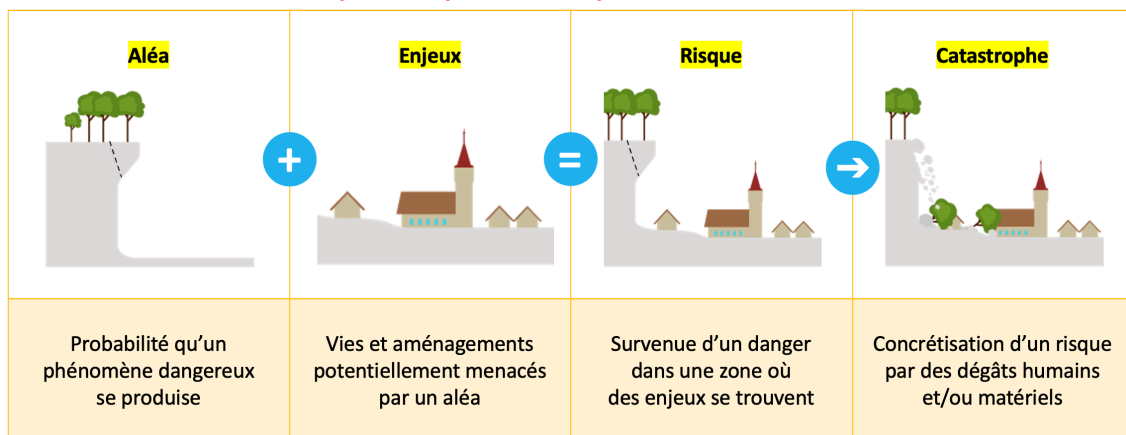 Aléa
Enjeux
Risque
Catastrophe
+
=
Probabilité qu'un
phénomène dangereux
se produise
Vies et aménagements
potentiellement menacés
par un aléa
Survenue d'un danger
dans une zone où
des enjeux se trouvent
Concrétisation d'un risque
par des dégâts humains
et/ou matériels